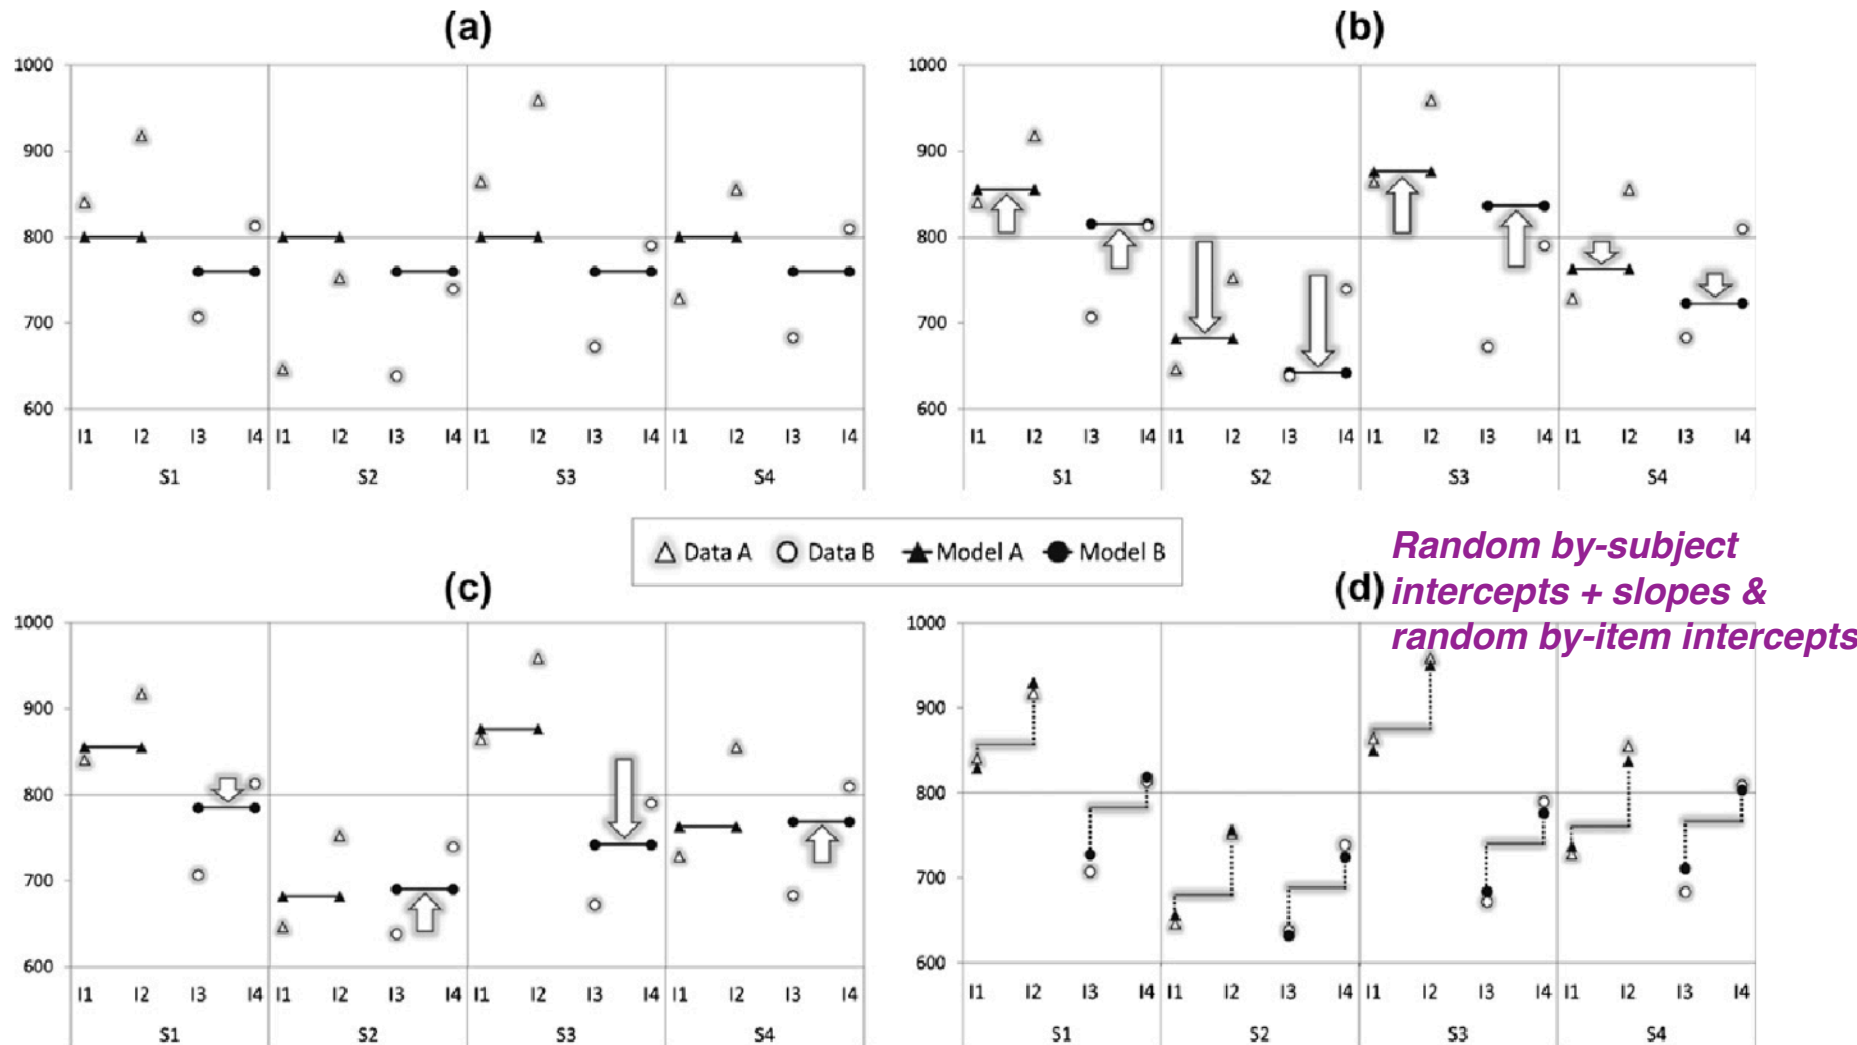 (a)
1000
900
800
700
600
I1 I2 I3 I4 I1 I2 I3 I4 I1 I2 I3 I4 I1 I2 I3 I4
S1 S2 S3 S4
(b)
1000
900
800
700
600
I1 I2 I3 I4 I1 I2 I3 I4 I1 I2 I3 I4 I1 I2 I3 I4
S1 S2 S3 S4
Data A Data B Model A Model B
(c)
1000
900
800
700
600
I1 I2 I3 I4 I1 I2 I3 I4 I1 I2 I3 I4 I1 I2 I3 I4
S1 S2 S3 S4
(d)
Random by-subject
intercepts + slopes &
random by-item intercepts
1000
900
800
700
600
I1 I2 I3 I4 I1 I2 I3 I4 I1 I2 I3 I4 I1 I2 I3 I4
S1 S2 S3 S4